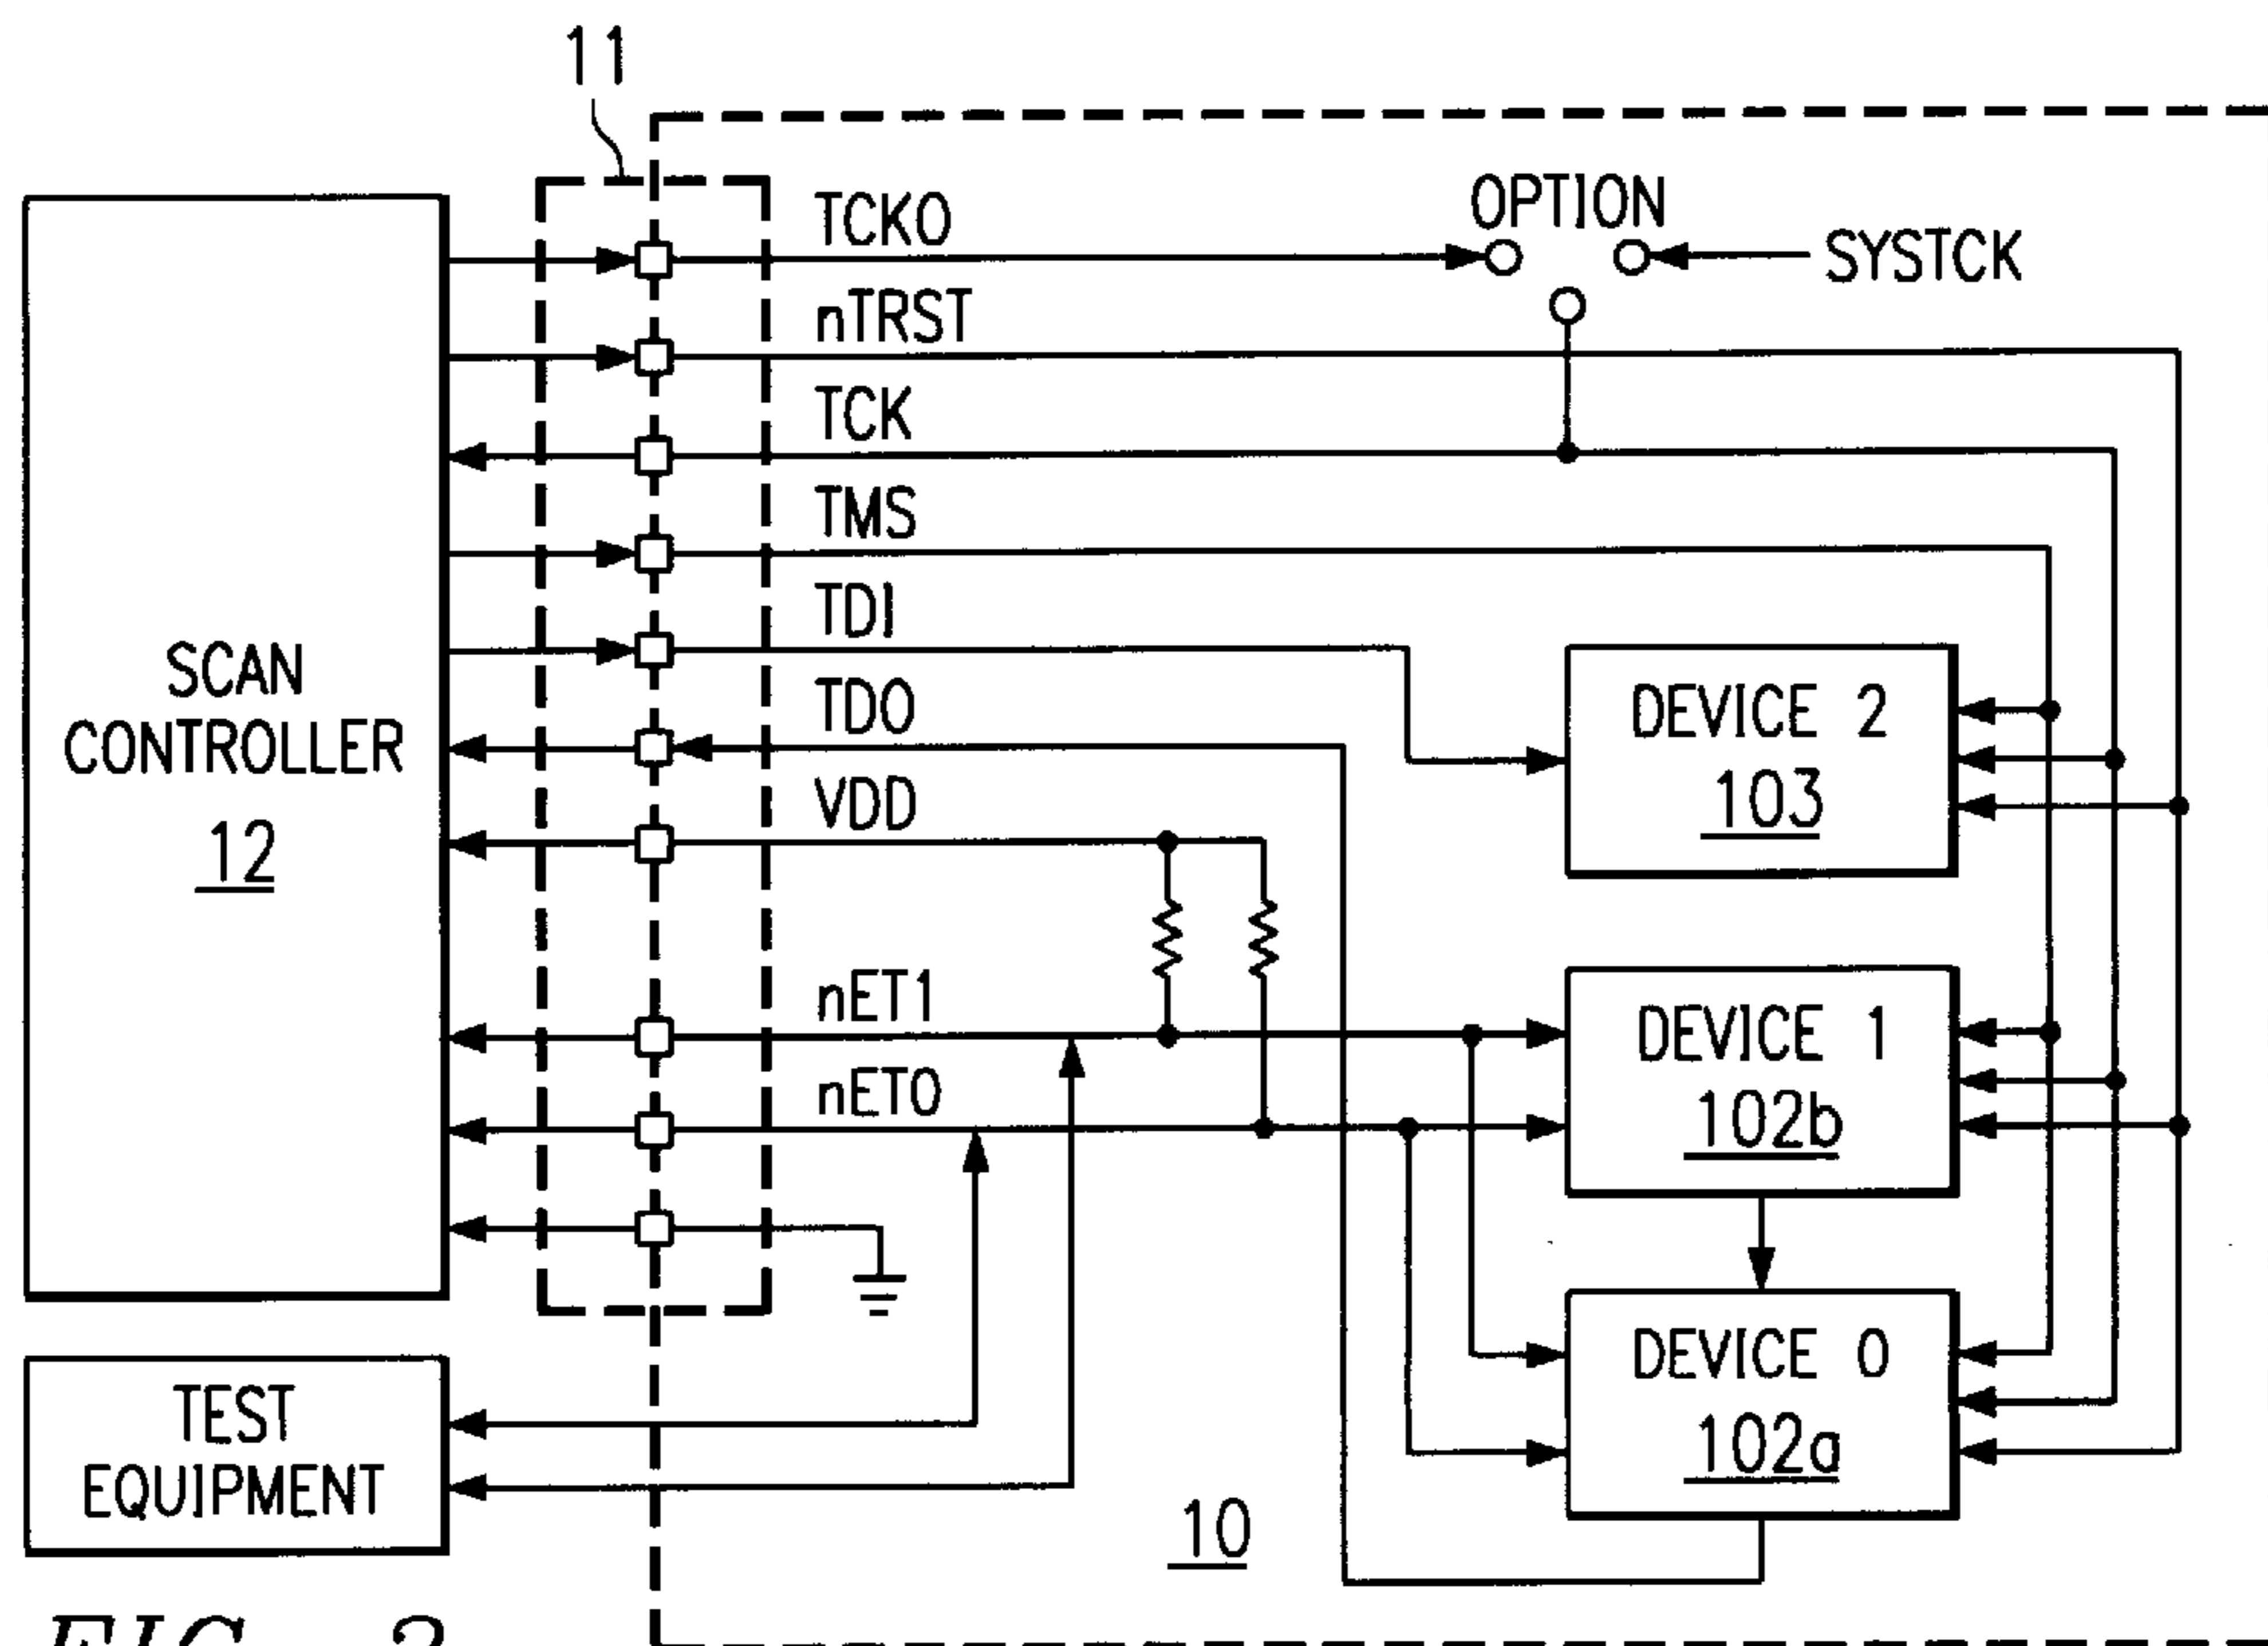 11
TCKO
OPTION
SYSTCK
nTRST
TCK
TMS
TDI
TDO
VDD
nET1
nET0
SCAN
CONTROLLER
12
DEVICE 2
103
DEVICE 1
102b
DEVICE 0
102a
TEST
EQUIPMENT
10